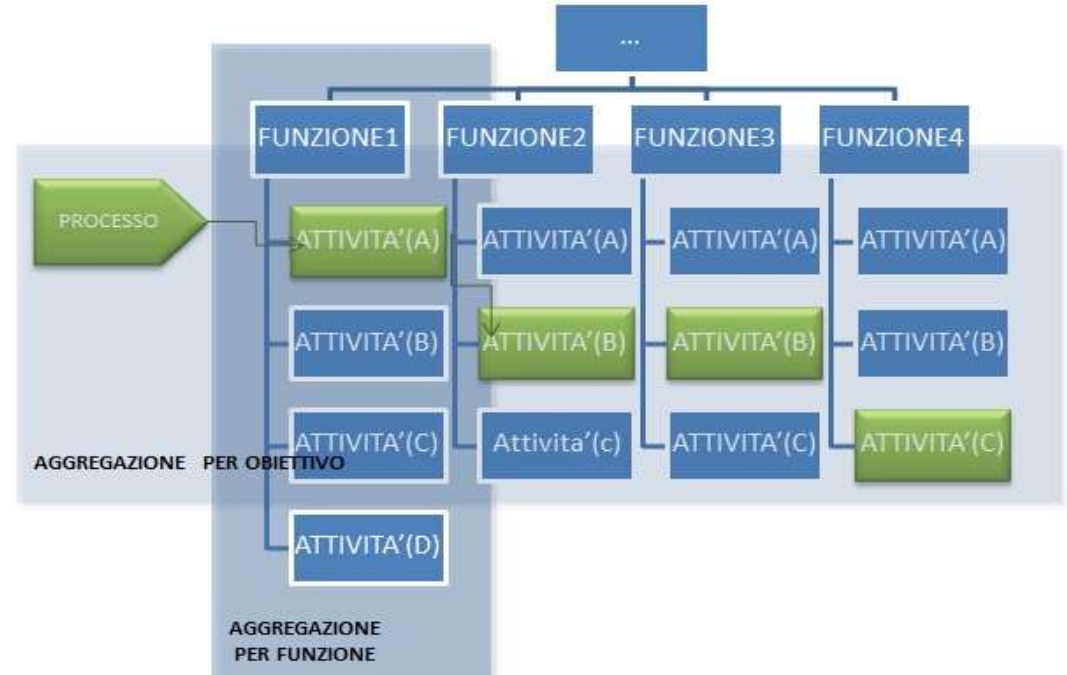 ...
FUNZIONE1
FUNZIONE2
FUNZIONE3
FUNZIONE4
PROCESSO
ATTIVITA’(A)
ATTIVITA’(A)
ATTIVITA’(A)
ATTIVITA’(A)
ATTIVITA’(B)
ATTIVITA’(B)
ATTIVITA’(B)
ATTIVITA’(B)
ATTIVITA’(C)
Attivita’(c)
ATTIVITA’(C)
ATTIVITA’(C)
AGGREGAZIONE PER OBIETTIVO
ATTIVITA’(D)
AGGREGAZIONE
PER FUNZIONE